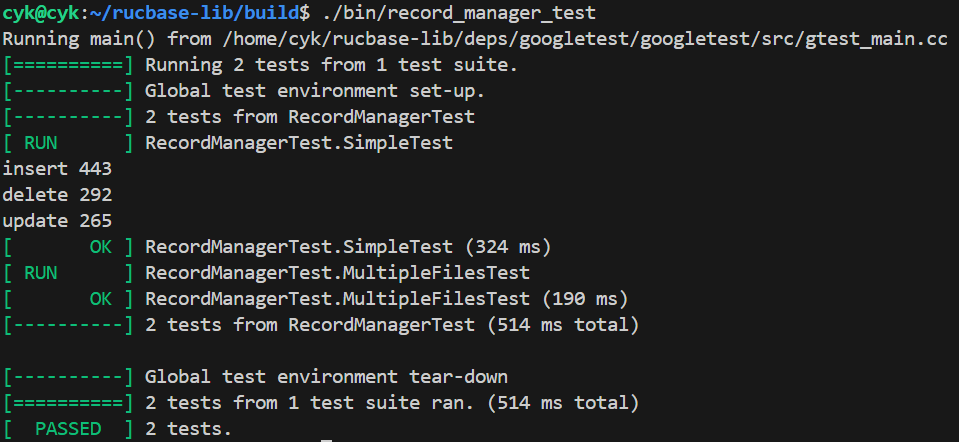 cyk@cyk:~/rucbase-lib/build$ ./bin/record_manager_test
Running main() from /home/cyk/rucbase-lib/deps/googletest/googletest/src/gtest_main.cc
[==========] Running 2 tests from 1 test suite.
[----------] Global test environment set-up.
[----------] 2 tests from RecordManagerTest
[ RUN      ] RecordManagerTest.SimpleTest
insert 443
delete 292
update 265
[       OK ] RecordManagerTest.SimpleTest (324 ms)
[ RUN      ] RecordManagerTest.MultipleFilesTest
[       OK ] RecordManagerTest.MultipleFilesTest (190 ms)
[----------] 2 tests from RecordManagerTest (514 ms total)

[----------] Global test environment tear-down
[==========] 2 tests from 1 test suite ran. (514 ms total)
[  PASSED  ] 2 tests.